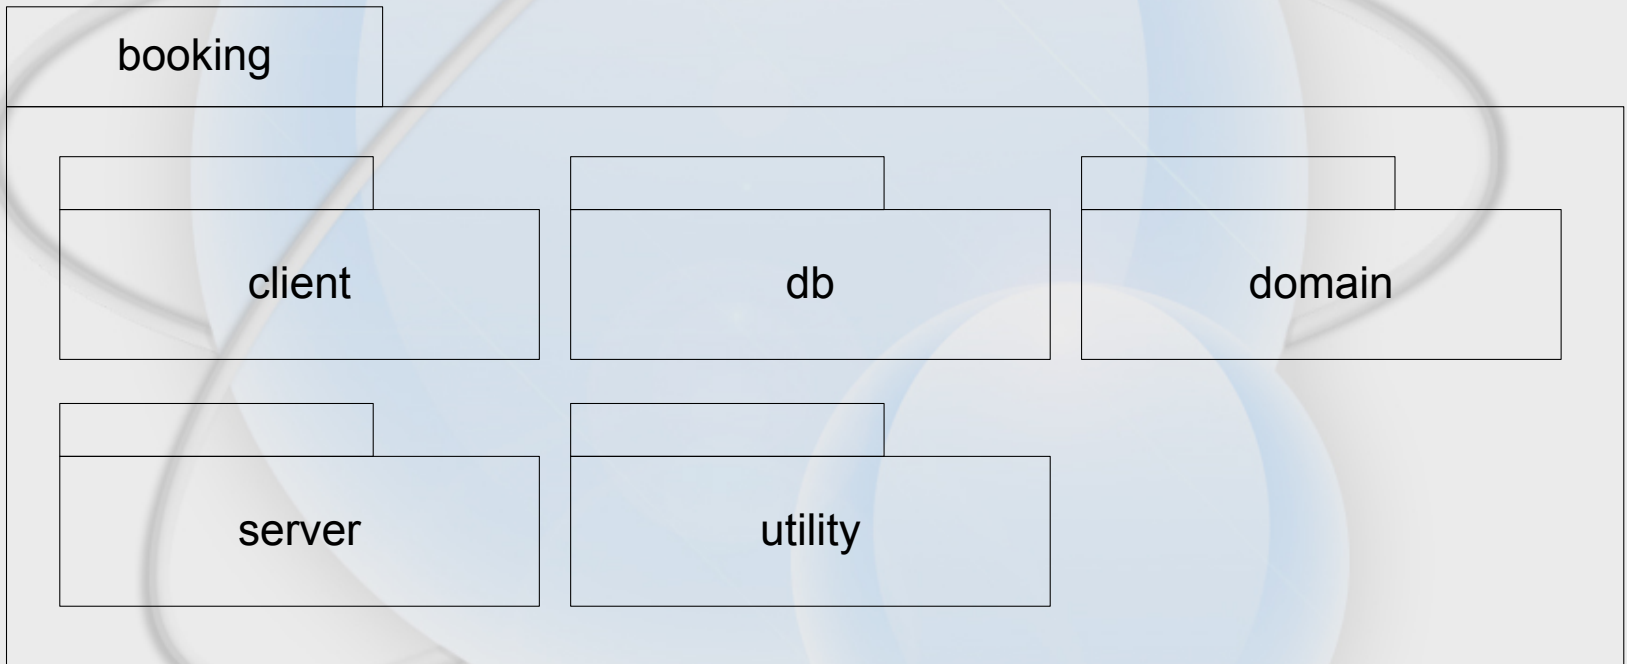 booking
client
db
domain
server
utility